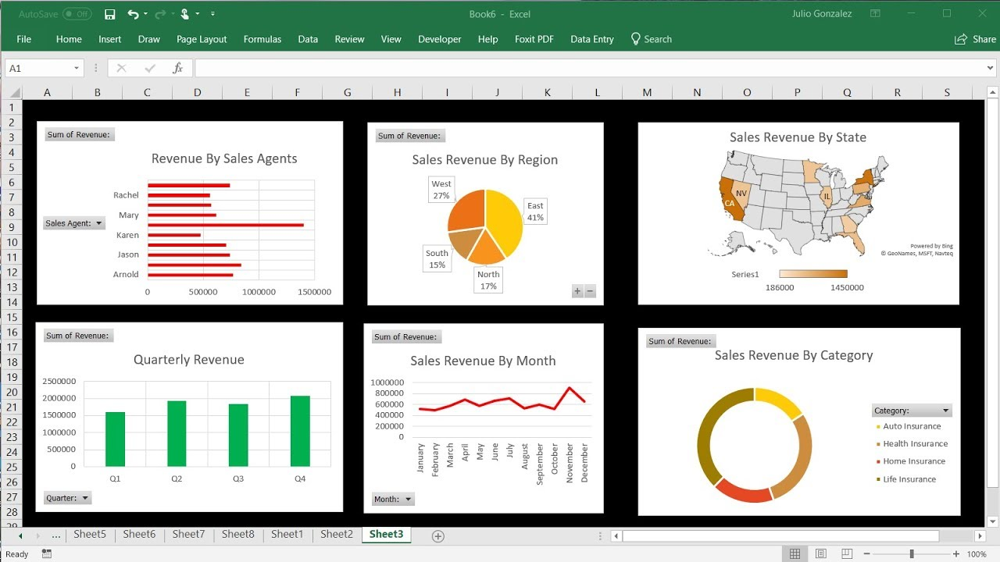 AutoSave Off
Book6 - Excel
Julio Gonzalez
File Home Insert Draw Page Layout Formulas Data Review View Developer Help Foxit PDF Data Entry Search Share
A1 fx
A B C D E F G H I J K L M N O P Q R S
1
2
3
4
5
6
7
8
9
10
11
12
13
14
15
16
17
18
19
20
21
22
23
24
25
26
27
28
Sum of Revenue:
Revenue By Sales Agents
Rachel
Mary
Sales Agent:
Karen
Jason
Arnold
0 500000 1000000 1500000
Sum of Revenue:
Sales Revenue By Region
West
27%
East
41%
South
15%
North
17%
+ −
Sales Revenue By State
NV
IL
CA
Powered by Bing
© GeoNames, MSFT, Navteq
Series1
186000 1450000
Sum of Revenue:
Quarterly Revenue
2500000
2000000
1500000
1000000
500000
0
Q1 Q2 Q3 Q4
Quarter:
Sum of Revenue:
Sales Revenue By Month
1000000
800000
600000
400000
200000
0
January
February
March
April
May
June
July
August
September
October
November
December
Month:
Sum of Revenue:
Sales Revenue By Category
Category:
Auto Insurance
Health Insurance
Home Insurance
Life Insurance
... Sheet5 Sheet6 Sheet7 Sheet8 Sheet1 Sheet2 Sheet3
Ready
100%